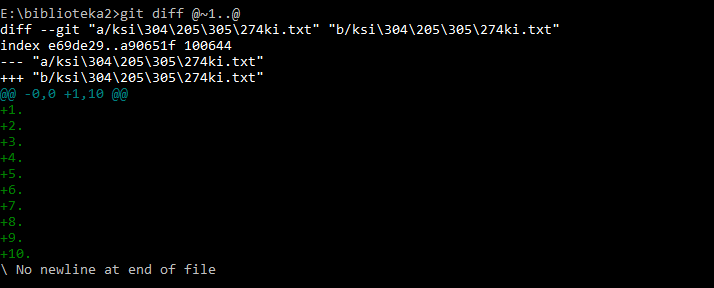 E:\biblioteka2>git diff @~1..@
diff --git "a/ksi\304\205\305\274ki.txt" "b/ksi\304\205\305\274ki.txt"
index e69de29..a90651f 100644
--- "a/ksi\304\205\305\274ki.txt"
+++ "b/ksi\304\205\305\274ki.txt"
@@ -0,0 +1,10 @@
+1.
+2.
+3.
+4.
+5.
+6.
+7.
+8.
+9.
+10.
\ No newline at end of file